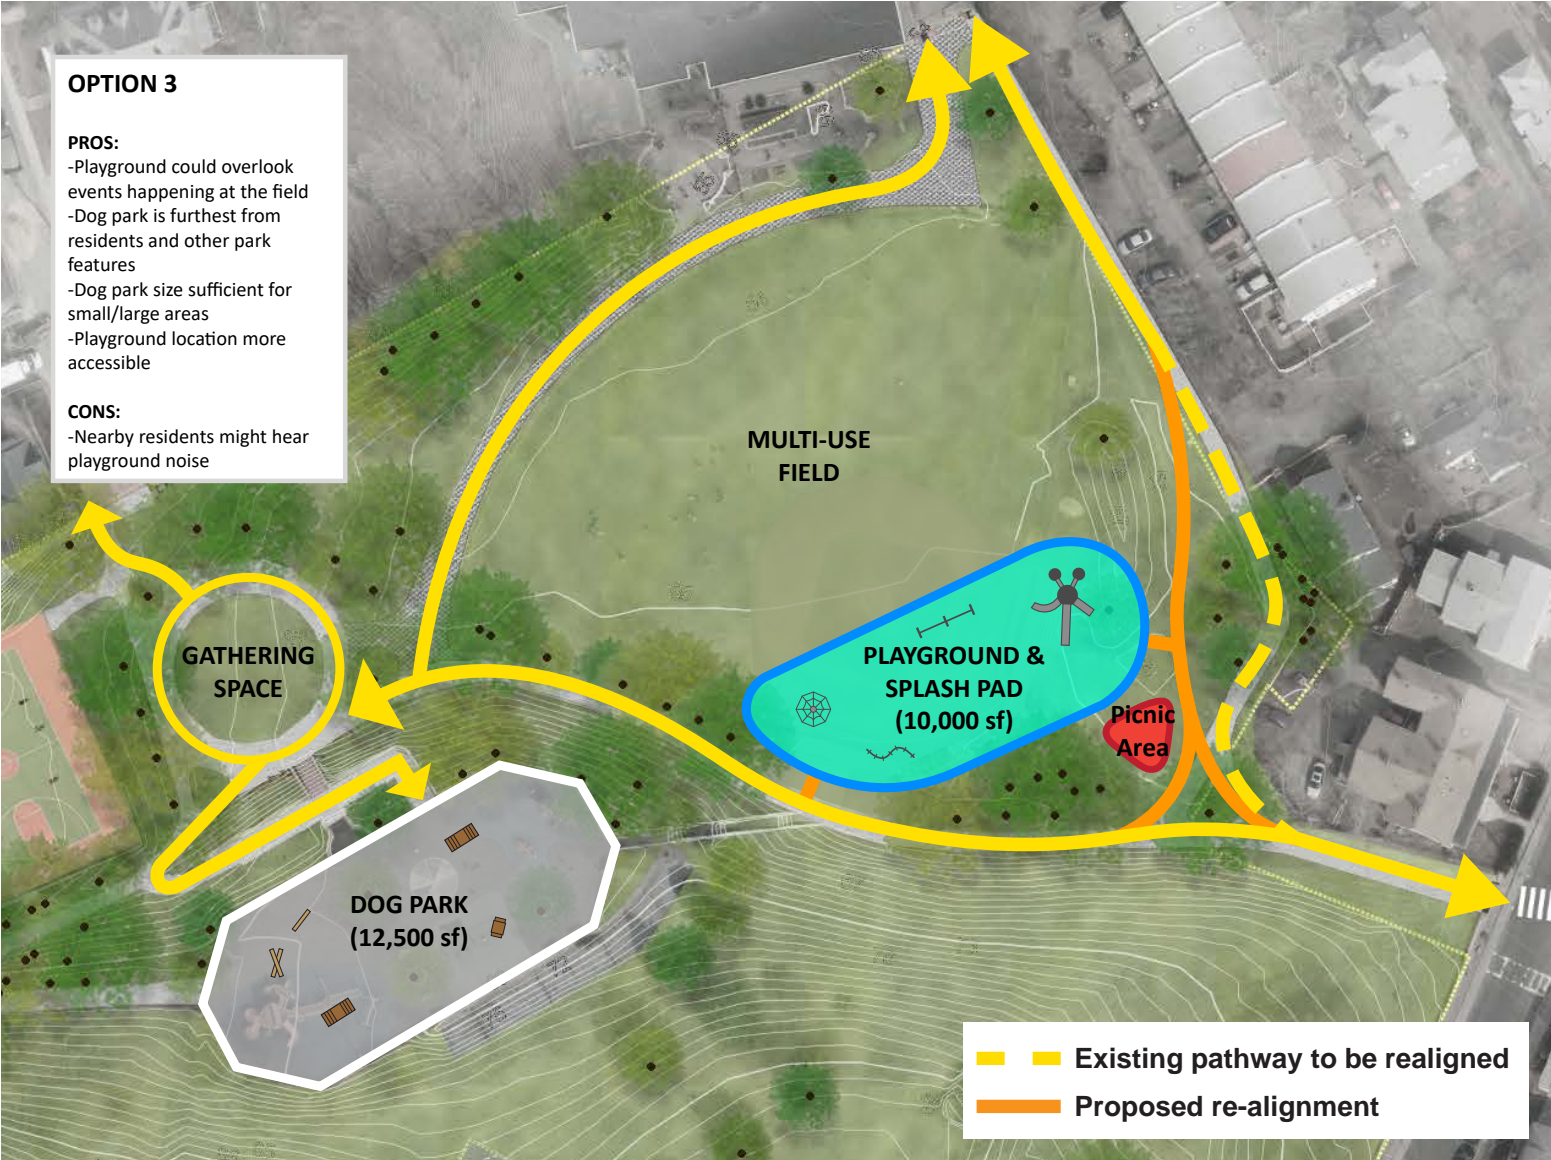 OPTION 3
PROS:
-Playground could overlook
events happening at the field
-Dog park is furthest from
residents and other park
features
-Dog park size sufficient for
small/large areas
-Playground location more
accessible
CONS:
-Nearby residents might hear
playground noise
MULTI-USE
FIELD
GATHERING
SPACE
PLAYGROUND &
SPLASH PAD
(10,000 sf)
Picnic
Area
DOG PARK
(12,500 sf)
Existing pathway to be realigned
Proposed re-alignment